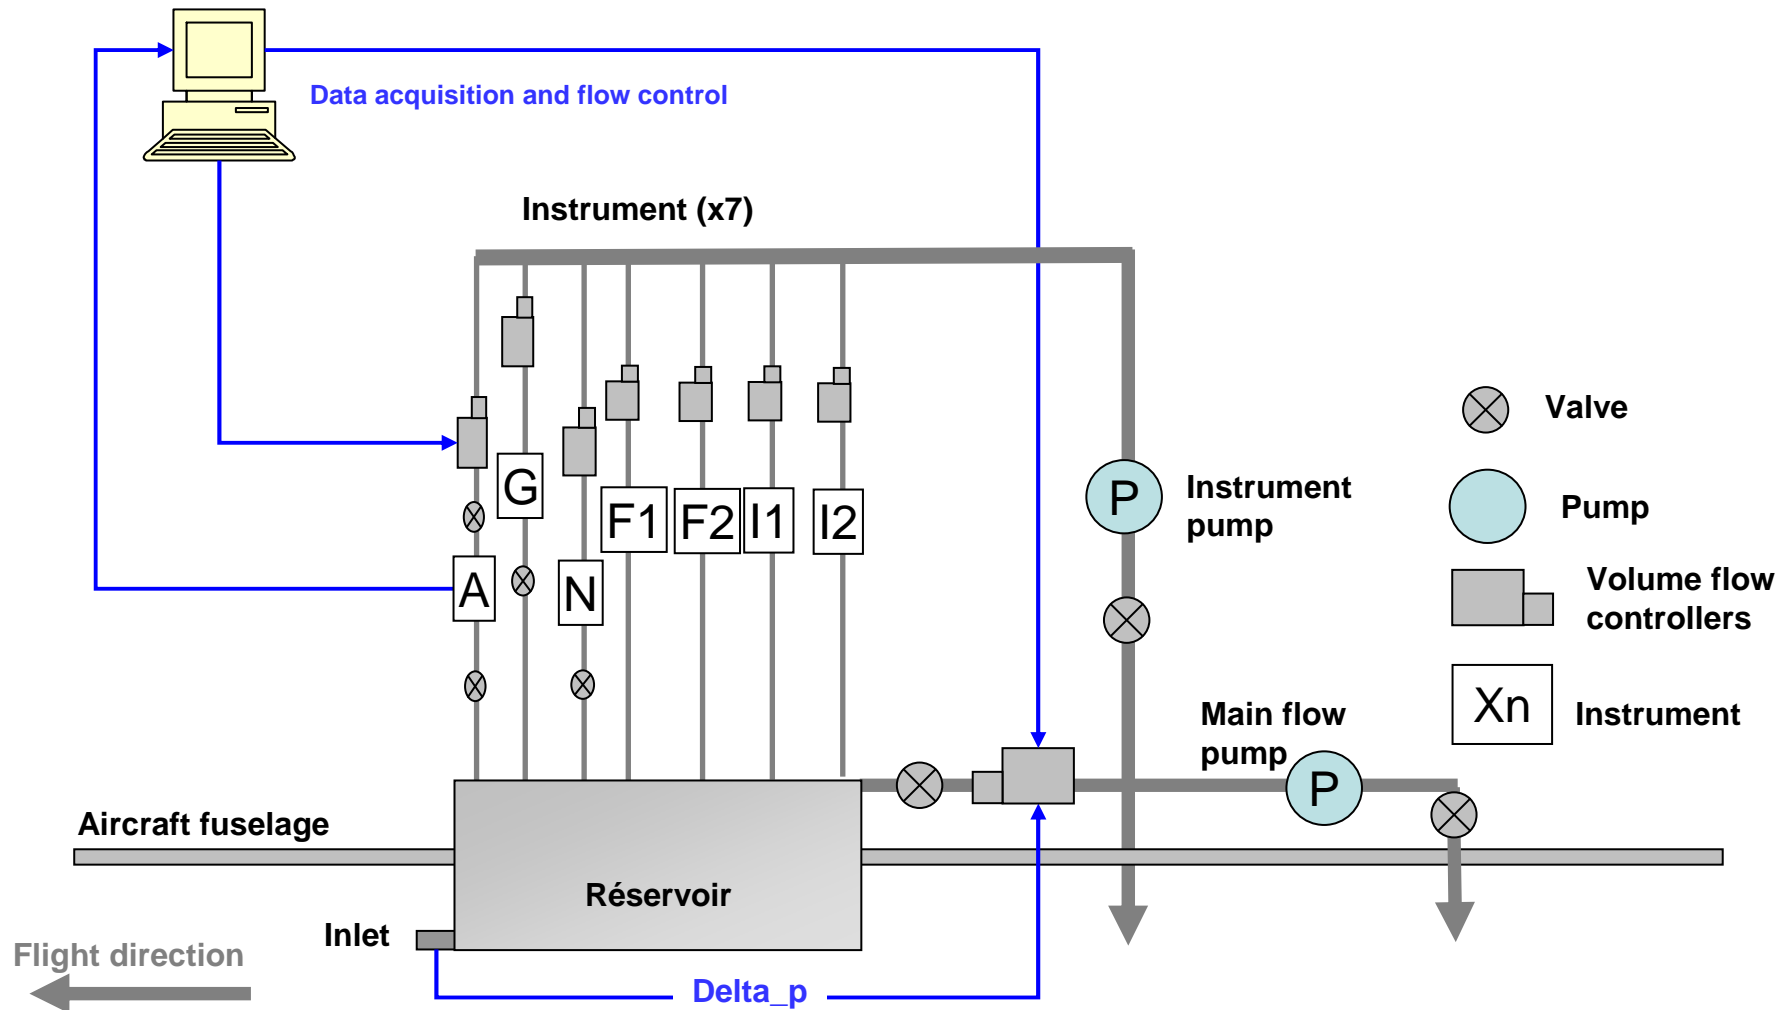 Data acquisition and flow control
Instrument (x7)
G
F1
F2
I1
I2
A
N
P
Instrument
pump
Valve
Pump
Volume flow
controllers
Xn
Instrument
Main flow
pump
P
Aircraft fuselage
Réservoir
Inlet
Flight direction
Delta_p